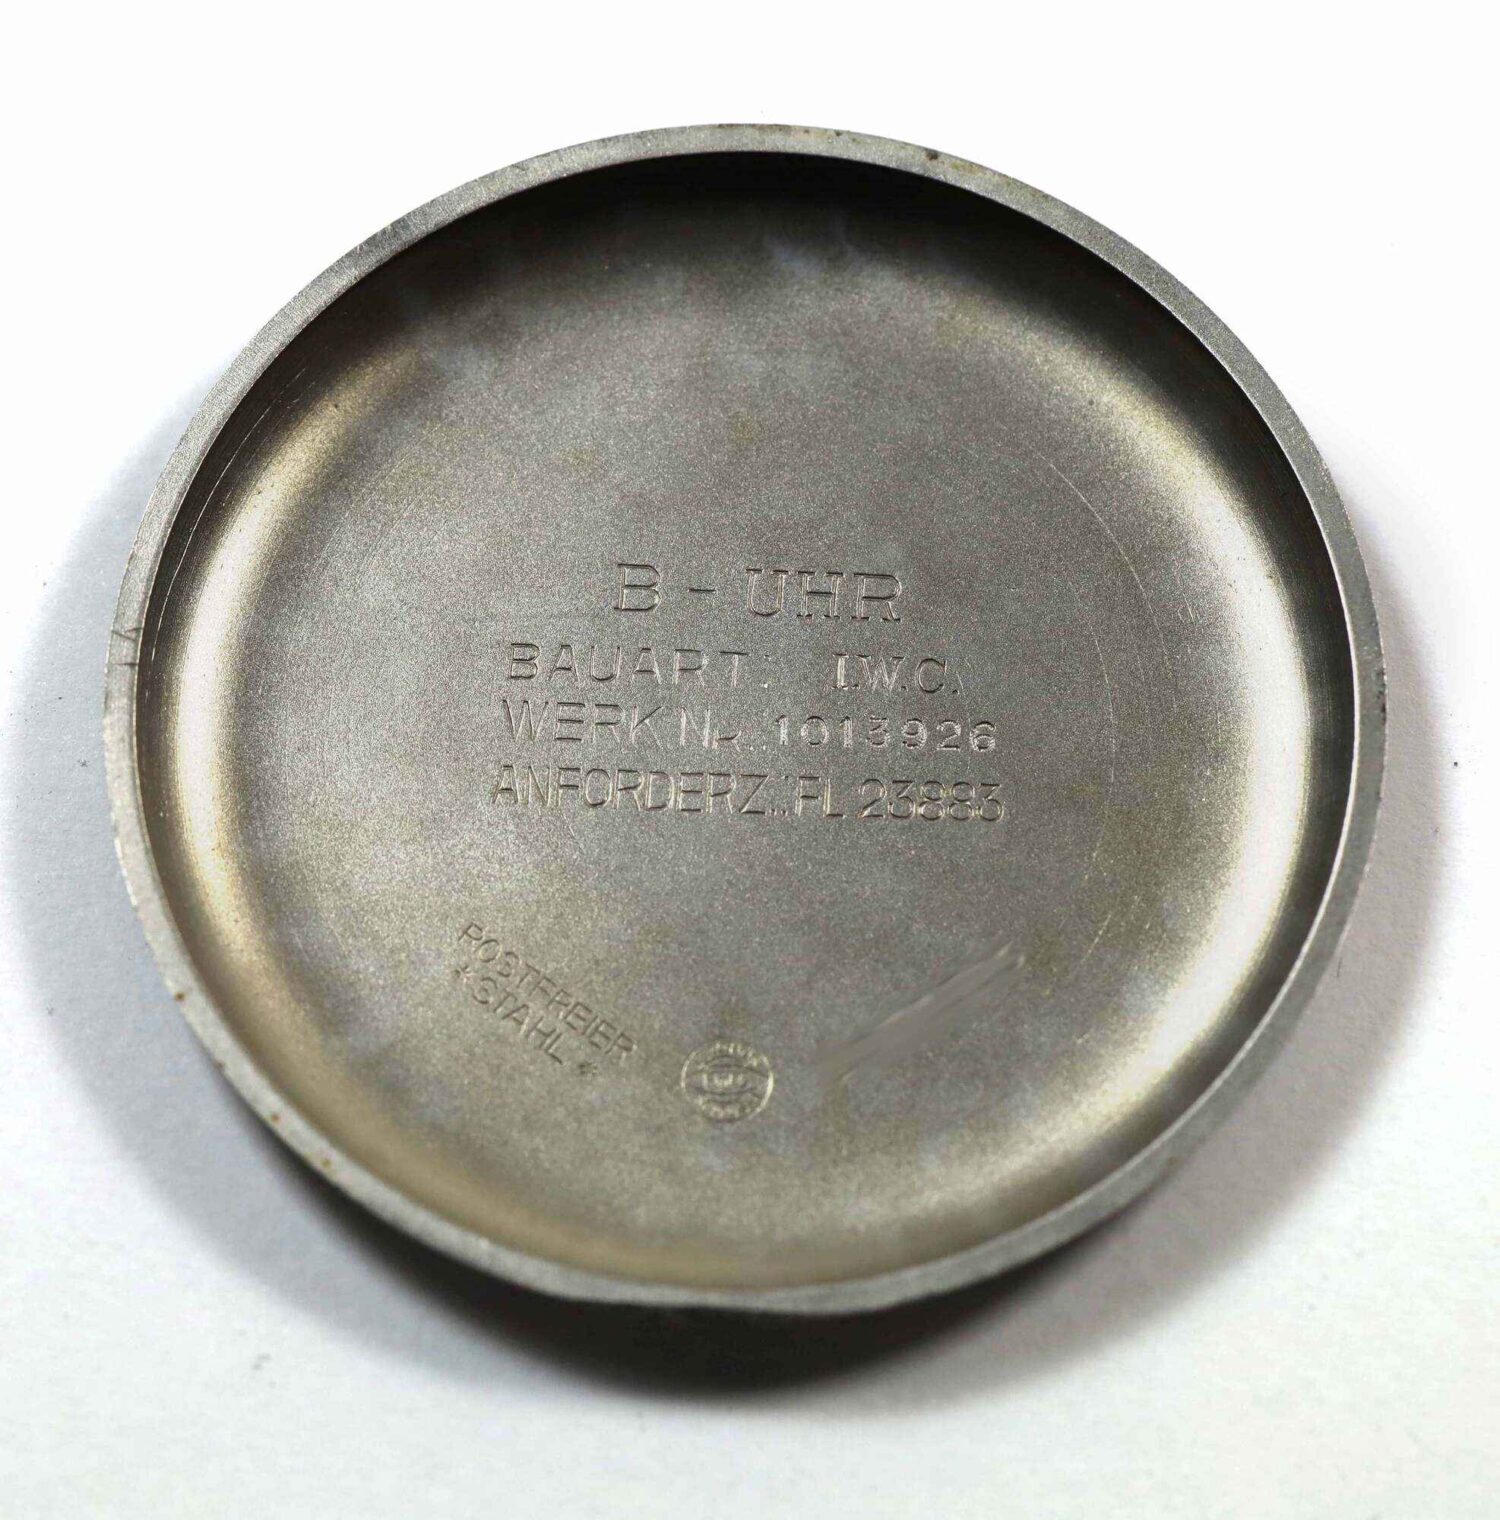 B - UHR
BAUART: I.W.C.
WERK NR.: 1013926
ANFORDERZ.: FL 23883
ROSTFREIER
* STAHL *